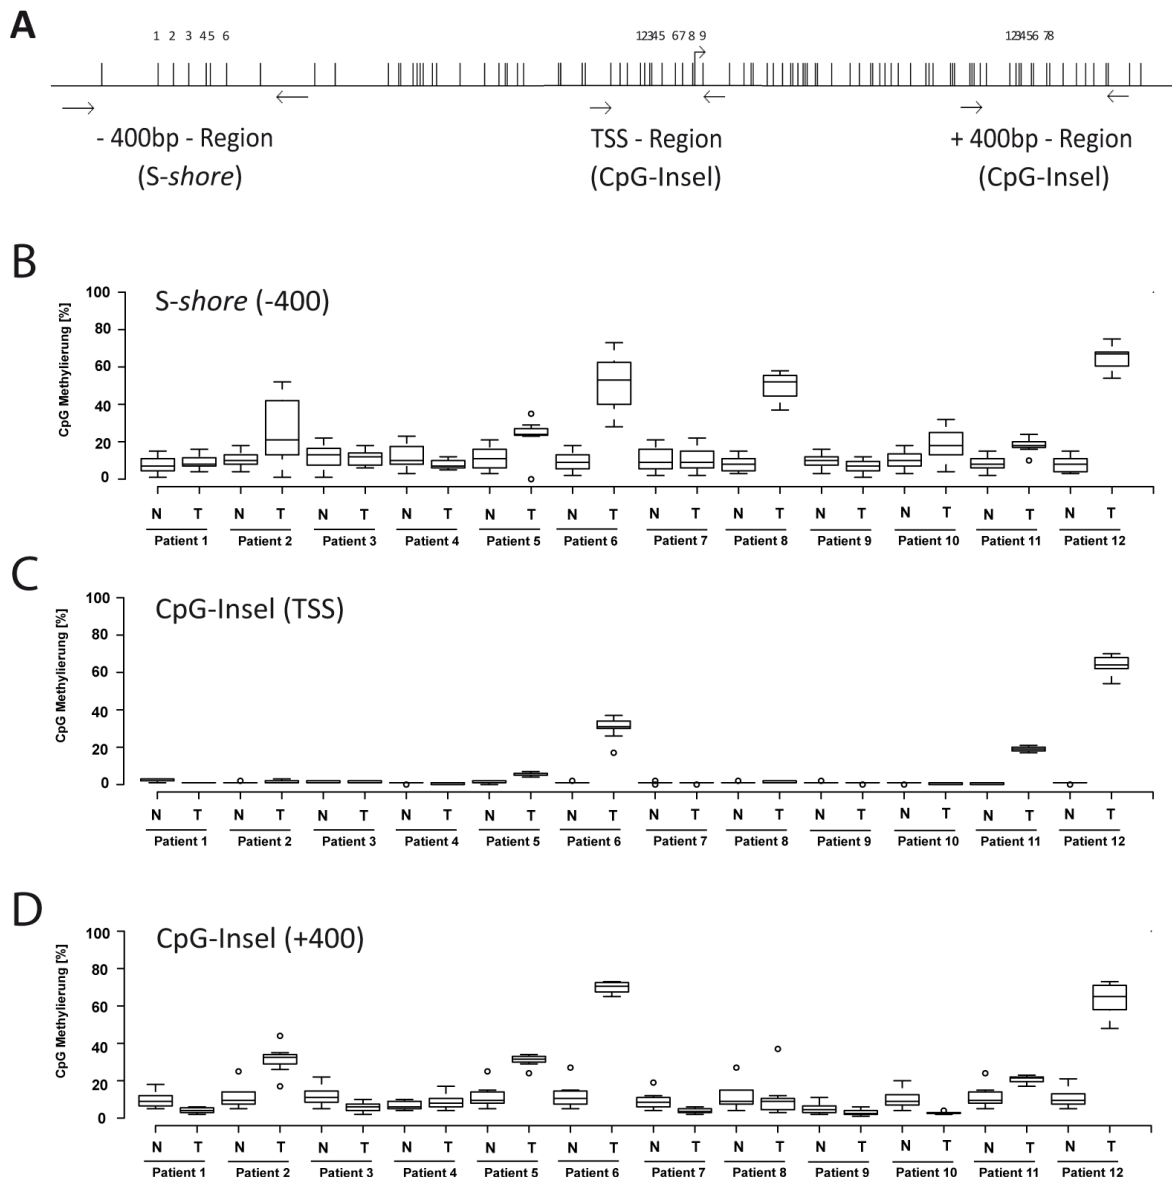 A
1 2 3 45 6 12345 678 9 123456 78
- 400bp - Region TSS - Region + 400bp - Region
(S-shore) (CpG-Insel) (CpG-Insel)
B
S-shore (-400)
CpG Methylierung [%]
100
80
60
40
20
0
N T N T N T N T N T N T N T N T N T N T N T N T
Patient 1 Patient 2 Patient 3 Patient 4 Patient 5 Patient 6 Patient 7 Patient 8 Patient 9 Patient 10 Patient 11 Patient 12
C
CpG-Insel (TSS)
CpG Methylierung [%]
100
80
60
40
20
0
N T N T N T N T N T N T N T N T N T N T N T N T
Patient 1 Patient 2 Patient 3 Patient 4 Patient 5 Patient 6 Patient 7 Patient 8 Patient 9 Patient 10 Patient 11 Patient 12
D
CpG-Insel (+400)
CpG Methylierung [%]
100
80
60
40
20
0
N T N T N T N T N T N T N T N T N T N T N T N T
Patient 1 Patient 2 Patient 3 Patient 4 Patient 5 Patient 6 Patient 7 Patient 8 Patient 9 Patient 10 Patient 11 Patient 12